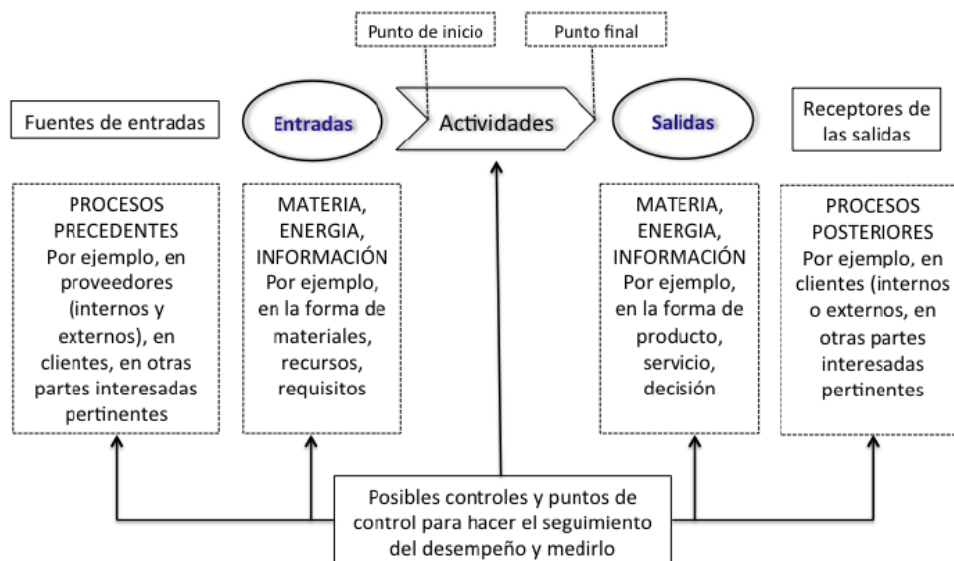 Punto de inicio
Punto final
Fuentes de entradas
Entradas
Actividades
Salidas
Receptores de
las salidas
PROCESOS
PRECEDENTES
Por ejemplo, en
proveedores
(internos y
externos), en
clientes, en otras
partes interesadas
pertinentes
MATERIA,
ENERGIA,
INFORMACIÓN
Por ejemplo,
en la forma de
materiales,
recursos,
requisitos
MATERIA,
ENERGIA,
INFORMACIÓN
Por ejemplo,
en la forma de
producto,
servicio,
decisión
PROCESOS
POSTERIORES
Por ejemplo, en
clientes (internos
o externos, en
otras partes
interesadas
pertinentes
Posibles controles y puntos de
control para hacer el seguimiento
del desempeño y medirlo